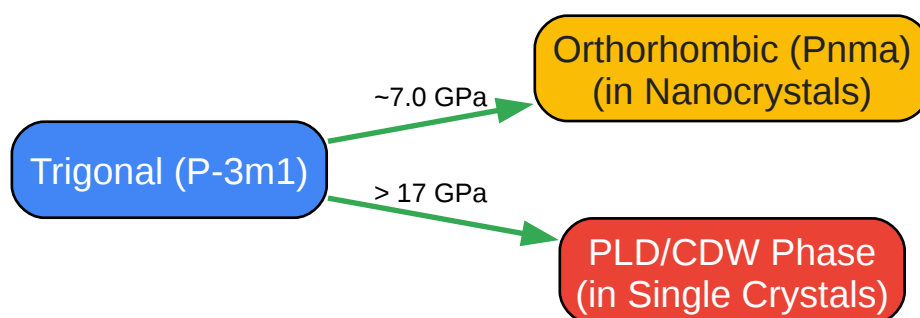 Orthorhombic (Pnma)
(in Nanocrystals)
~7.0 GPa
Trigonal (P-3m1)
> 17 GPa
PLD/CDW Phase
(in Single Crystals)